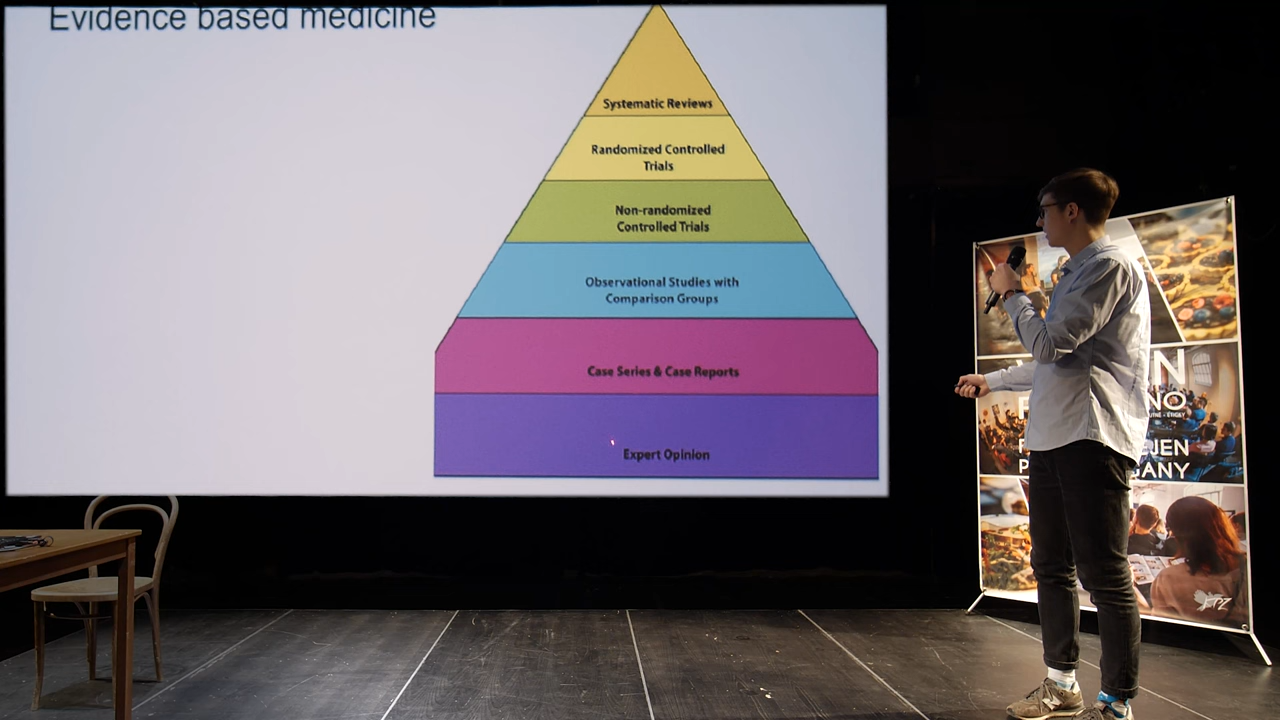 Evidence based medicine
Systematic Reviews
Randomized Controlled
Trials
Non-randomized
Controlled Trials
Observational Studies with
Comparison Groups
Case Series & Case Reports
Expert Opinion